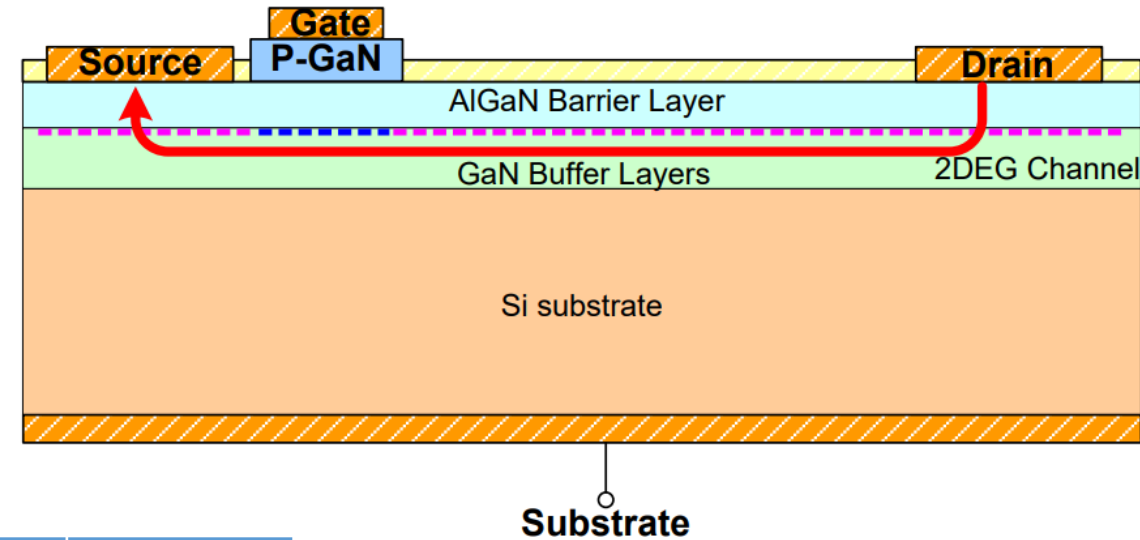 Gate
Source
P-GaN
Drain
AlGaN Barrier Layer
GaN Buffer Layers
2DEG Channel
Si substrate
Substrate